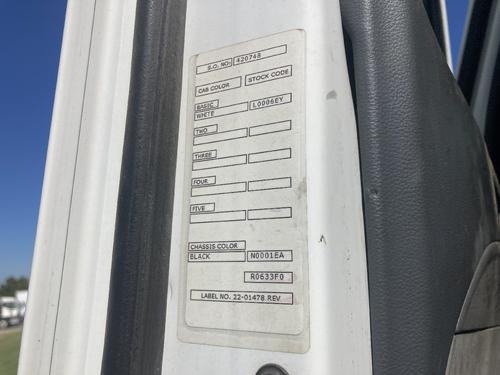 S.O. NO: 420748
CAB COLOR STOCK CODE
BASIC
WHITE L0006EY
TWO
THREE
FOUR
FIVE
CHASSIS COLOR
BLACK N0001EA
R0633F0
LABEL NO. 22-01478 REV